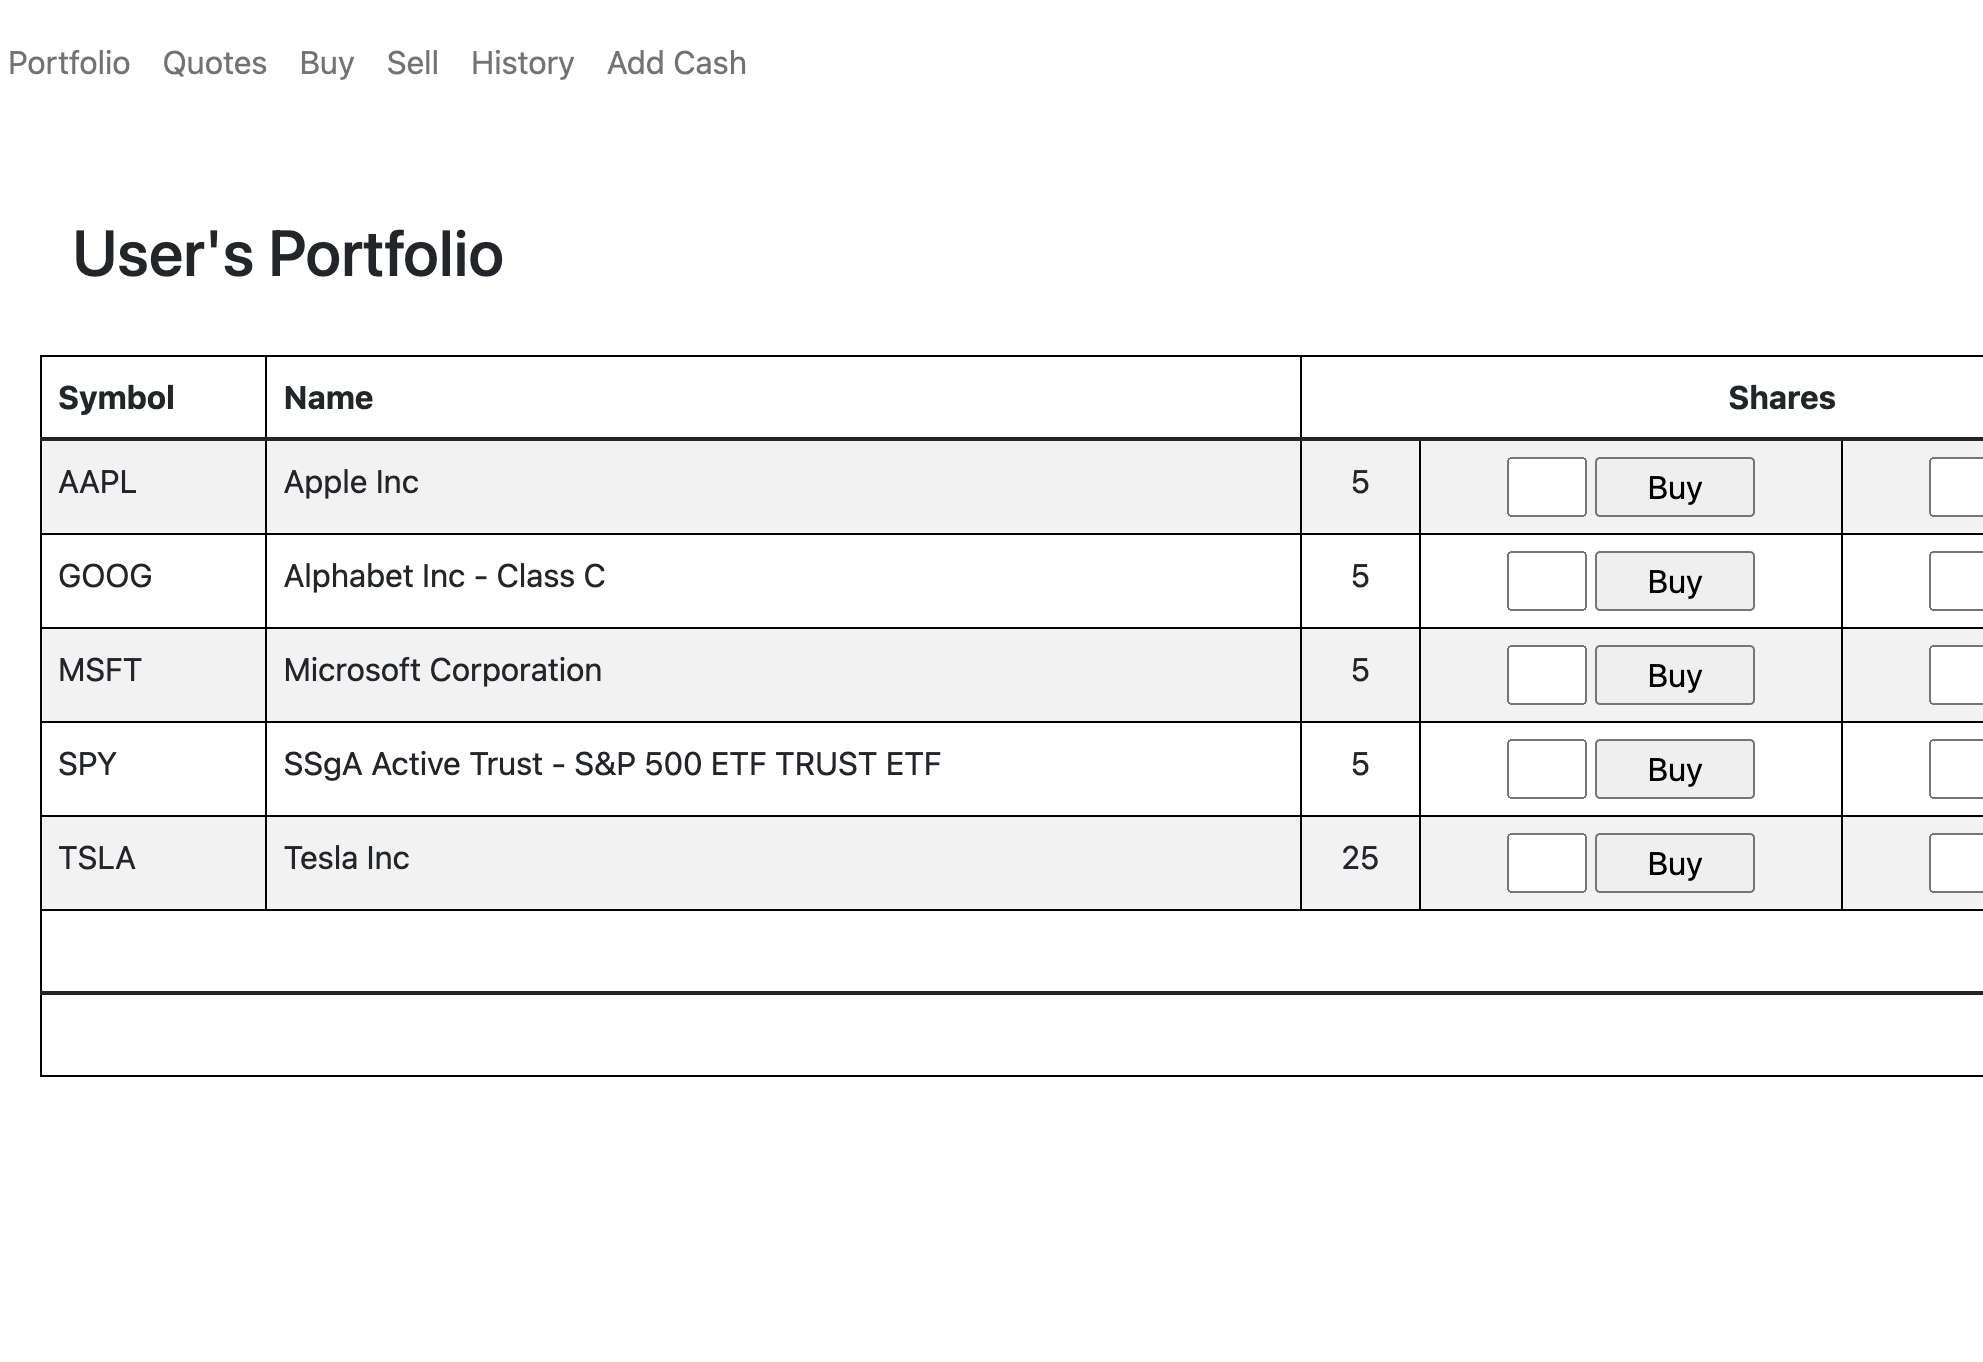 Portfolio Quotes Buy Sell History Add Cash
User's Portfolio
Symbol Name Shares
AAPL Apple Inc 5 Buy
GOOG Alphabet Inc - Class C 5 Buy
MSFT Microsoft Corporation 5 Buy
SPY SSgA Active Trust - S&P 500 ETF TRUST ETF 5 Buy
TSLA Tesla Inc 25 Buy